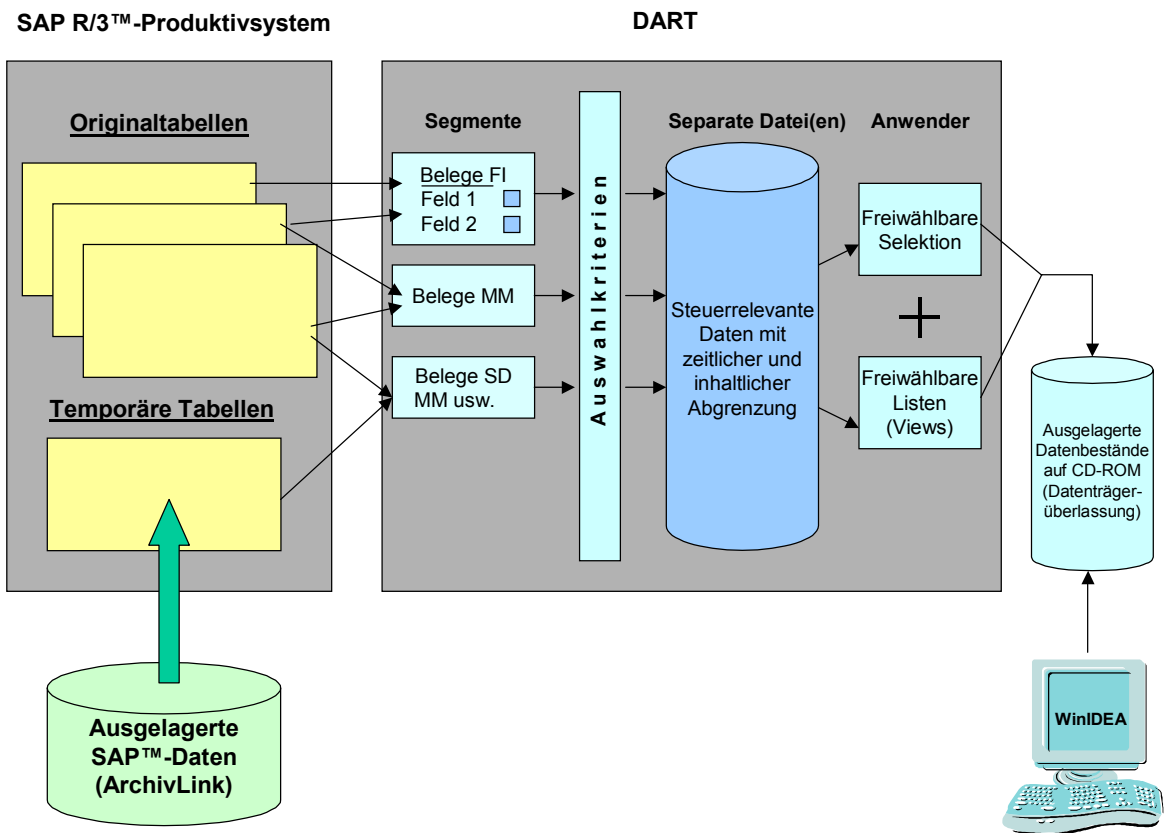 SAP R/3™-Produktivsystem
DART
Originaltabellen
Temporäre Tabellen
Ausgelagerte
SAP™-Daten
(ArchivLink)
Segmente
Belege FI
Feld 1
Feld 2
Belege MM
Belege SD
MM usw.
Auswahlkriterien
Separate Datei(en)
Steuerrelevante
Daten mit
zeitlicher und
inhaltlicher
Abgrenzung
Anwender
Freiwählbare
Selektion
Freiwählbare
Listen
(Views)
Ausgelagerte
Datenbestände
auf CD-ROM
(Datenträger-
überlassung)
WinIDEA